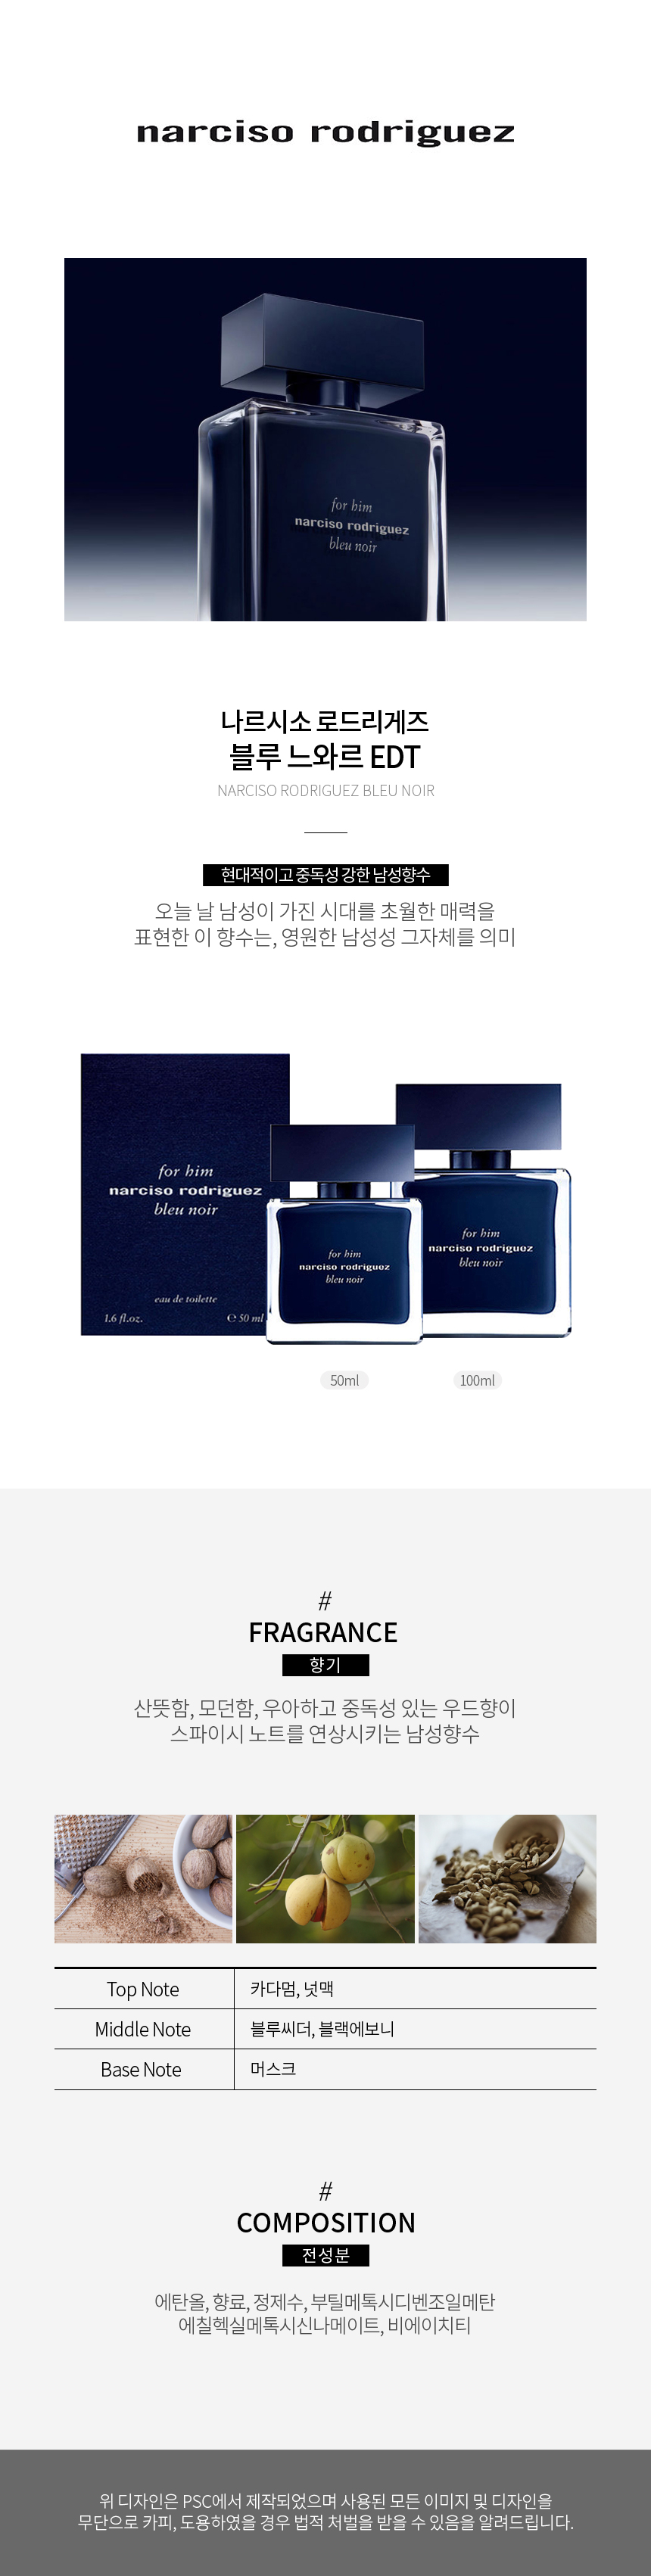 narciso rodriguez
for him
narciso rodriguez
bleu noir
나르시소 로드리게즈
블루 느와르 EDT
NARCISO RODRIGUEZ BLEU NOIR
현대적이고 중독성 강한 남성향수
오늘 날 남성이 가진 시대를 초월한 매력을
표현한 이 향수는, 영원한 남성성 그자체를 의미
for him
narciso rodriguez
bleu noir
eau de toilette
1.6 fl.oz. ℮ 50 ml
for him
narciso rodriguez
bleu noir
for him
narciso rodriguez
bleu noir
50ml
100ml
#
FRAGRANCE
향기
산뜻함, 모던함, 우아하고 중독성 있는 우드향이
스파이시 노트를 연상시키는 남성향수
Top Note 카다멈, 넛맥
Middle Note 블루씨더, 블랙에보니
Base Note 머스크
#
COMPOSITION
전성분
에탄올, 향료, 정제수, 부틸메톡시디벤조일메탄
에칠헥실메톡시신나메이트, 비에이치티
위 디자인은 PSC에서 제작되었으며 사용된 모든 이미지 및 디자인을
무단으로 카피, 도용하였을 경우 법적 처벌을 받을 수 있음을 알려드립니다.